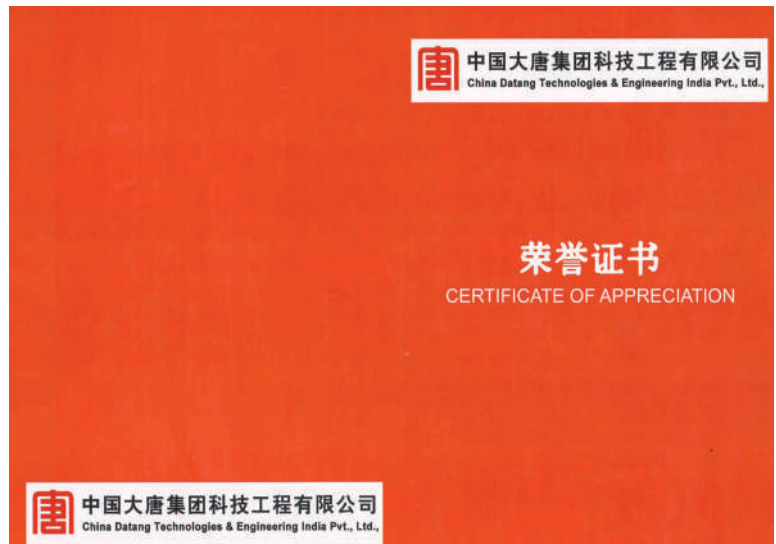 中国大唐集团科技工程有限公司
China Datang Technologies & Engineering India Pvt., Ltd.,
荣誉证书
CERTIFICATE OF APPRECIATION
中国大唐集团科技工程有限公司
China Datang Technologies & Engineering India Pvt., Ltd.,